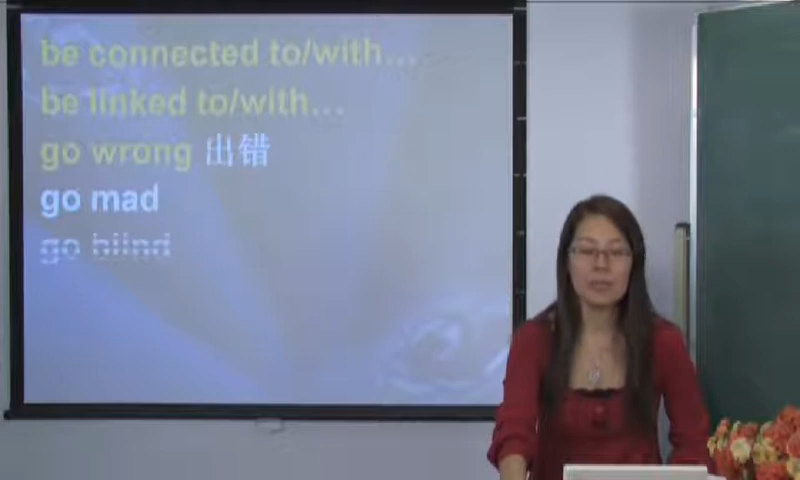 be connected to/with...
be linked to/with...
go wrong 出错
go mad
go blind